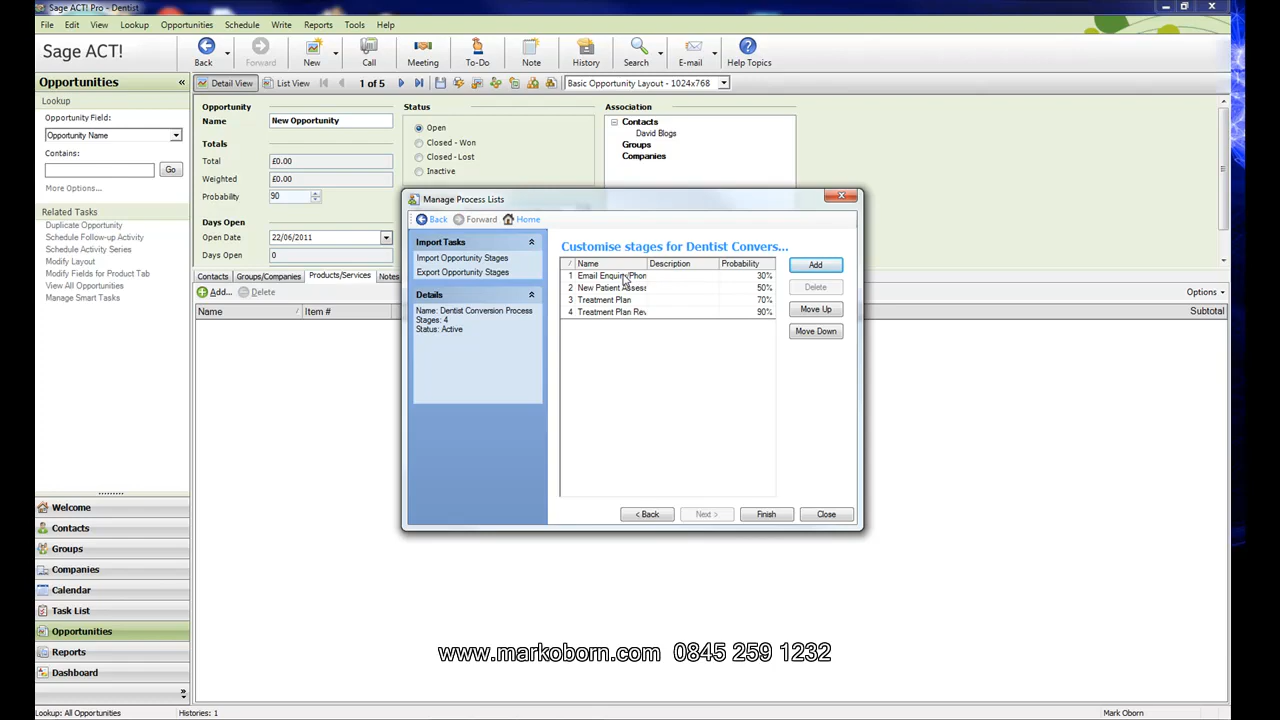 Sage ACT! Pro - Dentist
File Edit View Lookup Opportunities Schedule Write Reports Tools Help
Sage ACT!
Back Forward New Call Meeting To-Do Note History Search E-mail Help Topics
Opportunities «
Detail View List View 1 of 5 Basic Opportunity Layout - 1024x768
Lookup
Opportunity Field:
Opportunity Name
Contains:
Go
More Options...
Related Tasks
Duplicate Opportunity
Schedule Follow-up Activity
Schedule Activity Series
Modify Layout
Modify Fields for Product Tab
View All Opportunities
Manage Smart Tasks
Opportunity
Name New Opportunity
Totals
Total £0.00
Weighted £0.00
Probability 90
Days Open
Open Date 22/06/2011
Days Open 0
Status
Open
Closed - Won
Closed - Lost
Inactive
Association
Contacts
David Blogs
Groups
Companies
Contacts Groups/Companies Products/Services Notes
Add... Delete Options
Name Item # Subtotal
Manage Process Lists
Back Forward Home
Import Tasks
Import Opportunity Stages
Export Opportunity Stages
Details
Name: Dentist Conversion Process
Stages: 4
Status: Active
Customise stages for Dentist Convers...
Name Description Probability
1 Email Enquiry/Phon 30%
2 New Patient Assess 50%
3 Treatment Plan 70%
4 Treatment Plan Rev 90%
Add
Delete
Move Up
Move Down
< Back Next > Finish Close
Welcome
Contacts
Groups
Companies
Calendar
Task List
Opportunities
Reports
Dashboard
»
www.markoborn.com 0845 259 1232
Lookup: All Opportunities Histories: 1 Mark Oborn